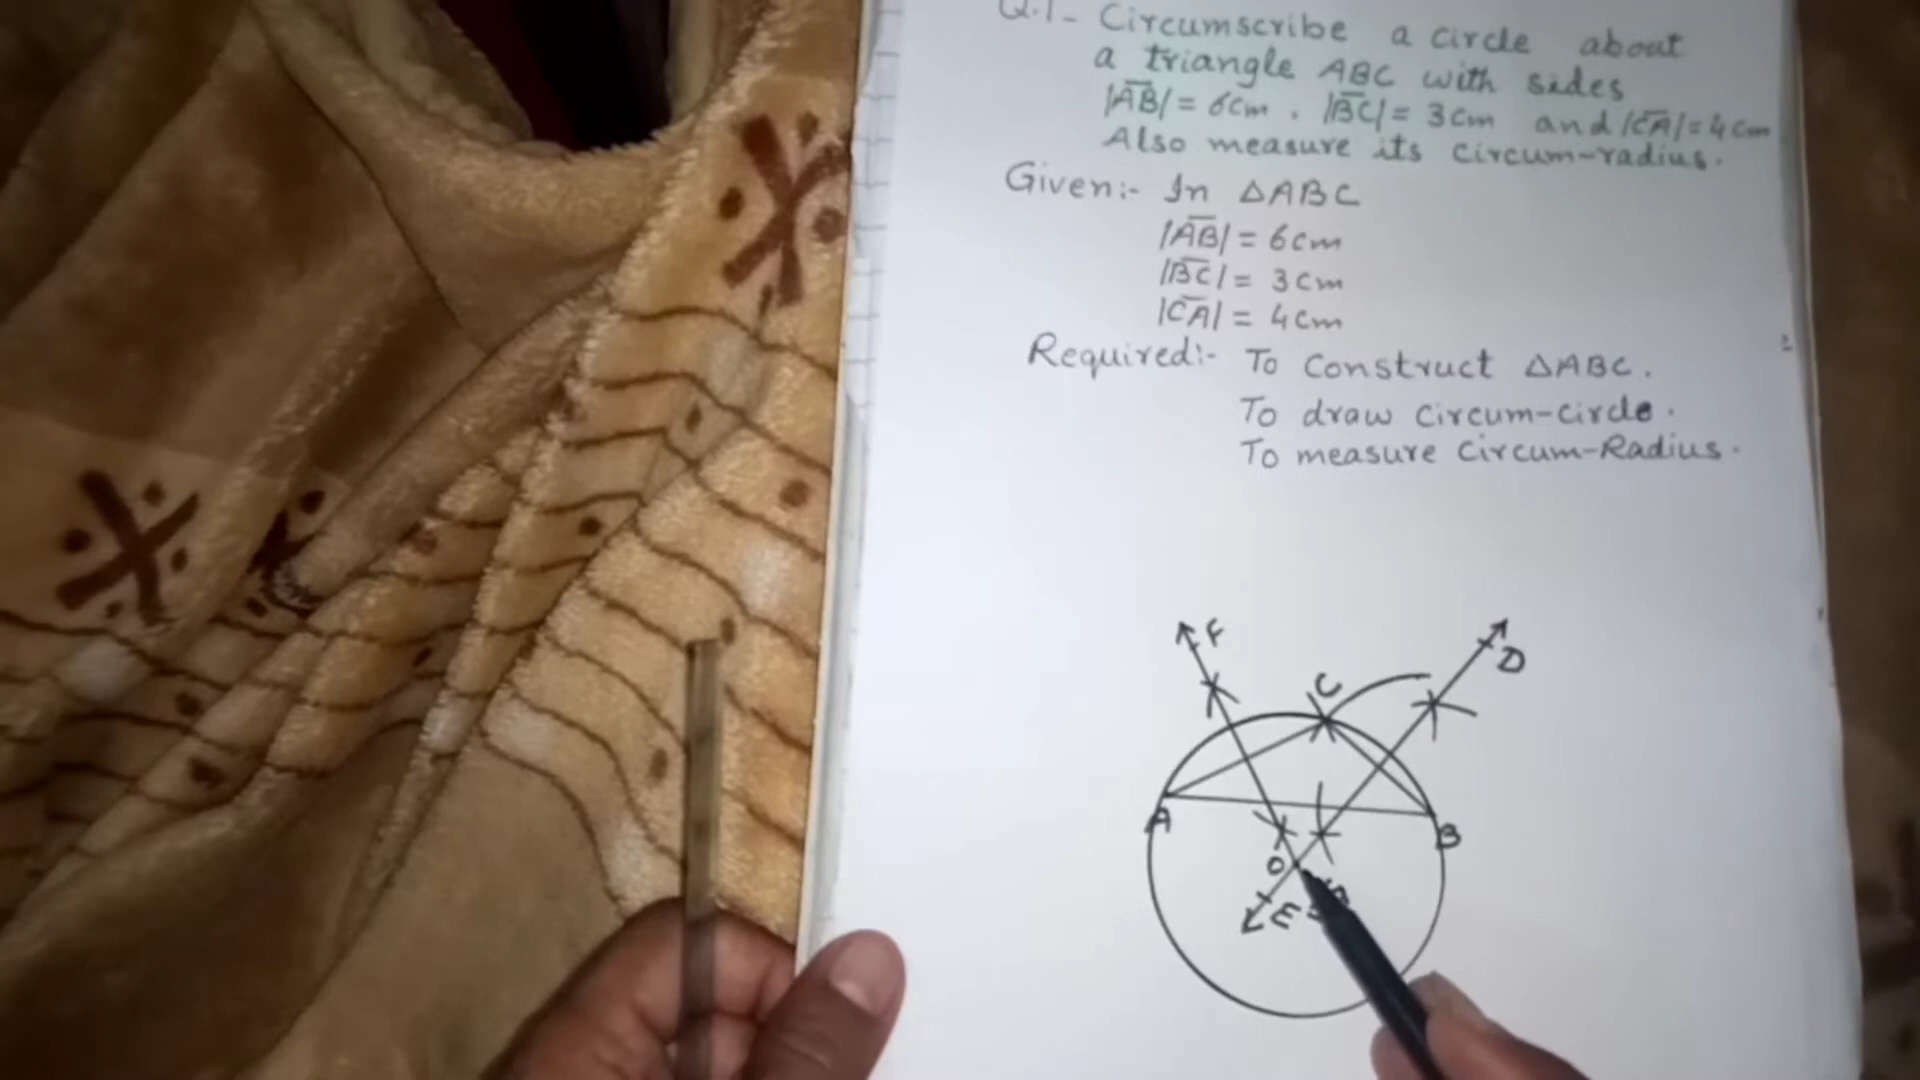 Q.1- Circumscribe a circle about
a triangle ABC with sides
|AB| = 6cm . |BC| = 3cm and |CA| = 4cm
Also measure its circum-radius.
Given:- In △ABC
|AB| = 6cm
|BC| = 3cm
|CA| = 4cm
Required:- To construct △ABC.
To draw circum-circle.
To measure circum-Radius.
F
D
C
A
B
O
E